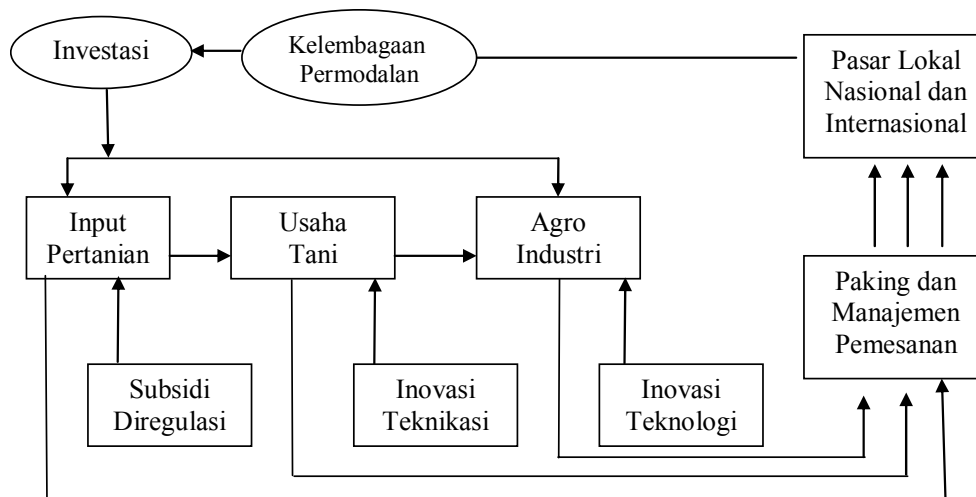 Investasi
Kelembagaan
Permodalan
Pasar Lokal
Nasional dan
Internasional
Input
Pertanian
Usaha
Tani
Agro
Industri
Paking dan
Manajemen
Pemesanan
Subsidi
Diregulasi
Inovasi
Teknikasi
Inovasi
Teknologi